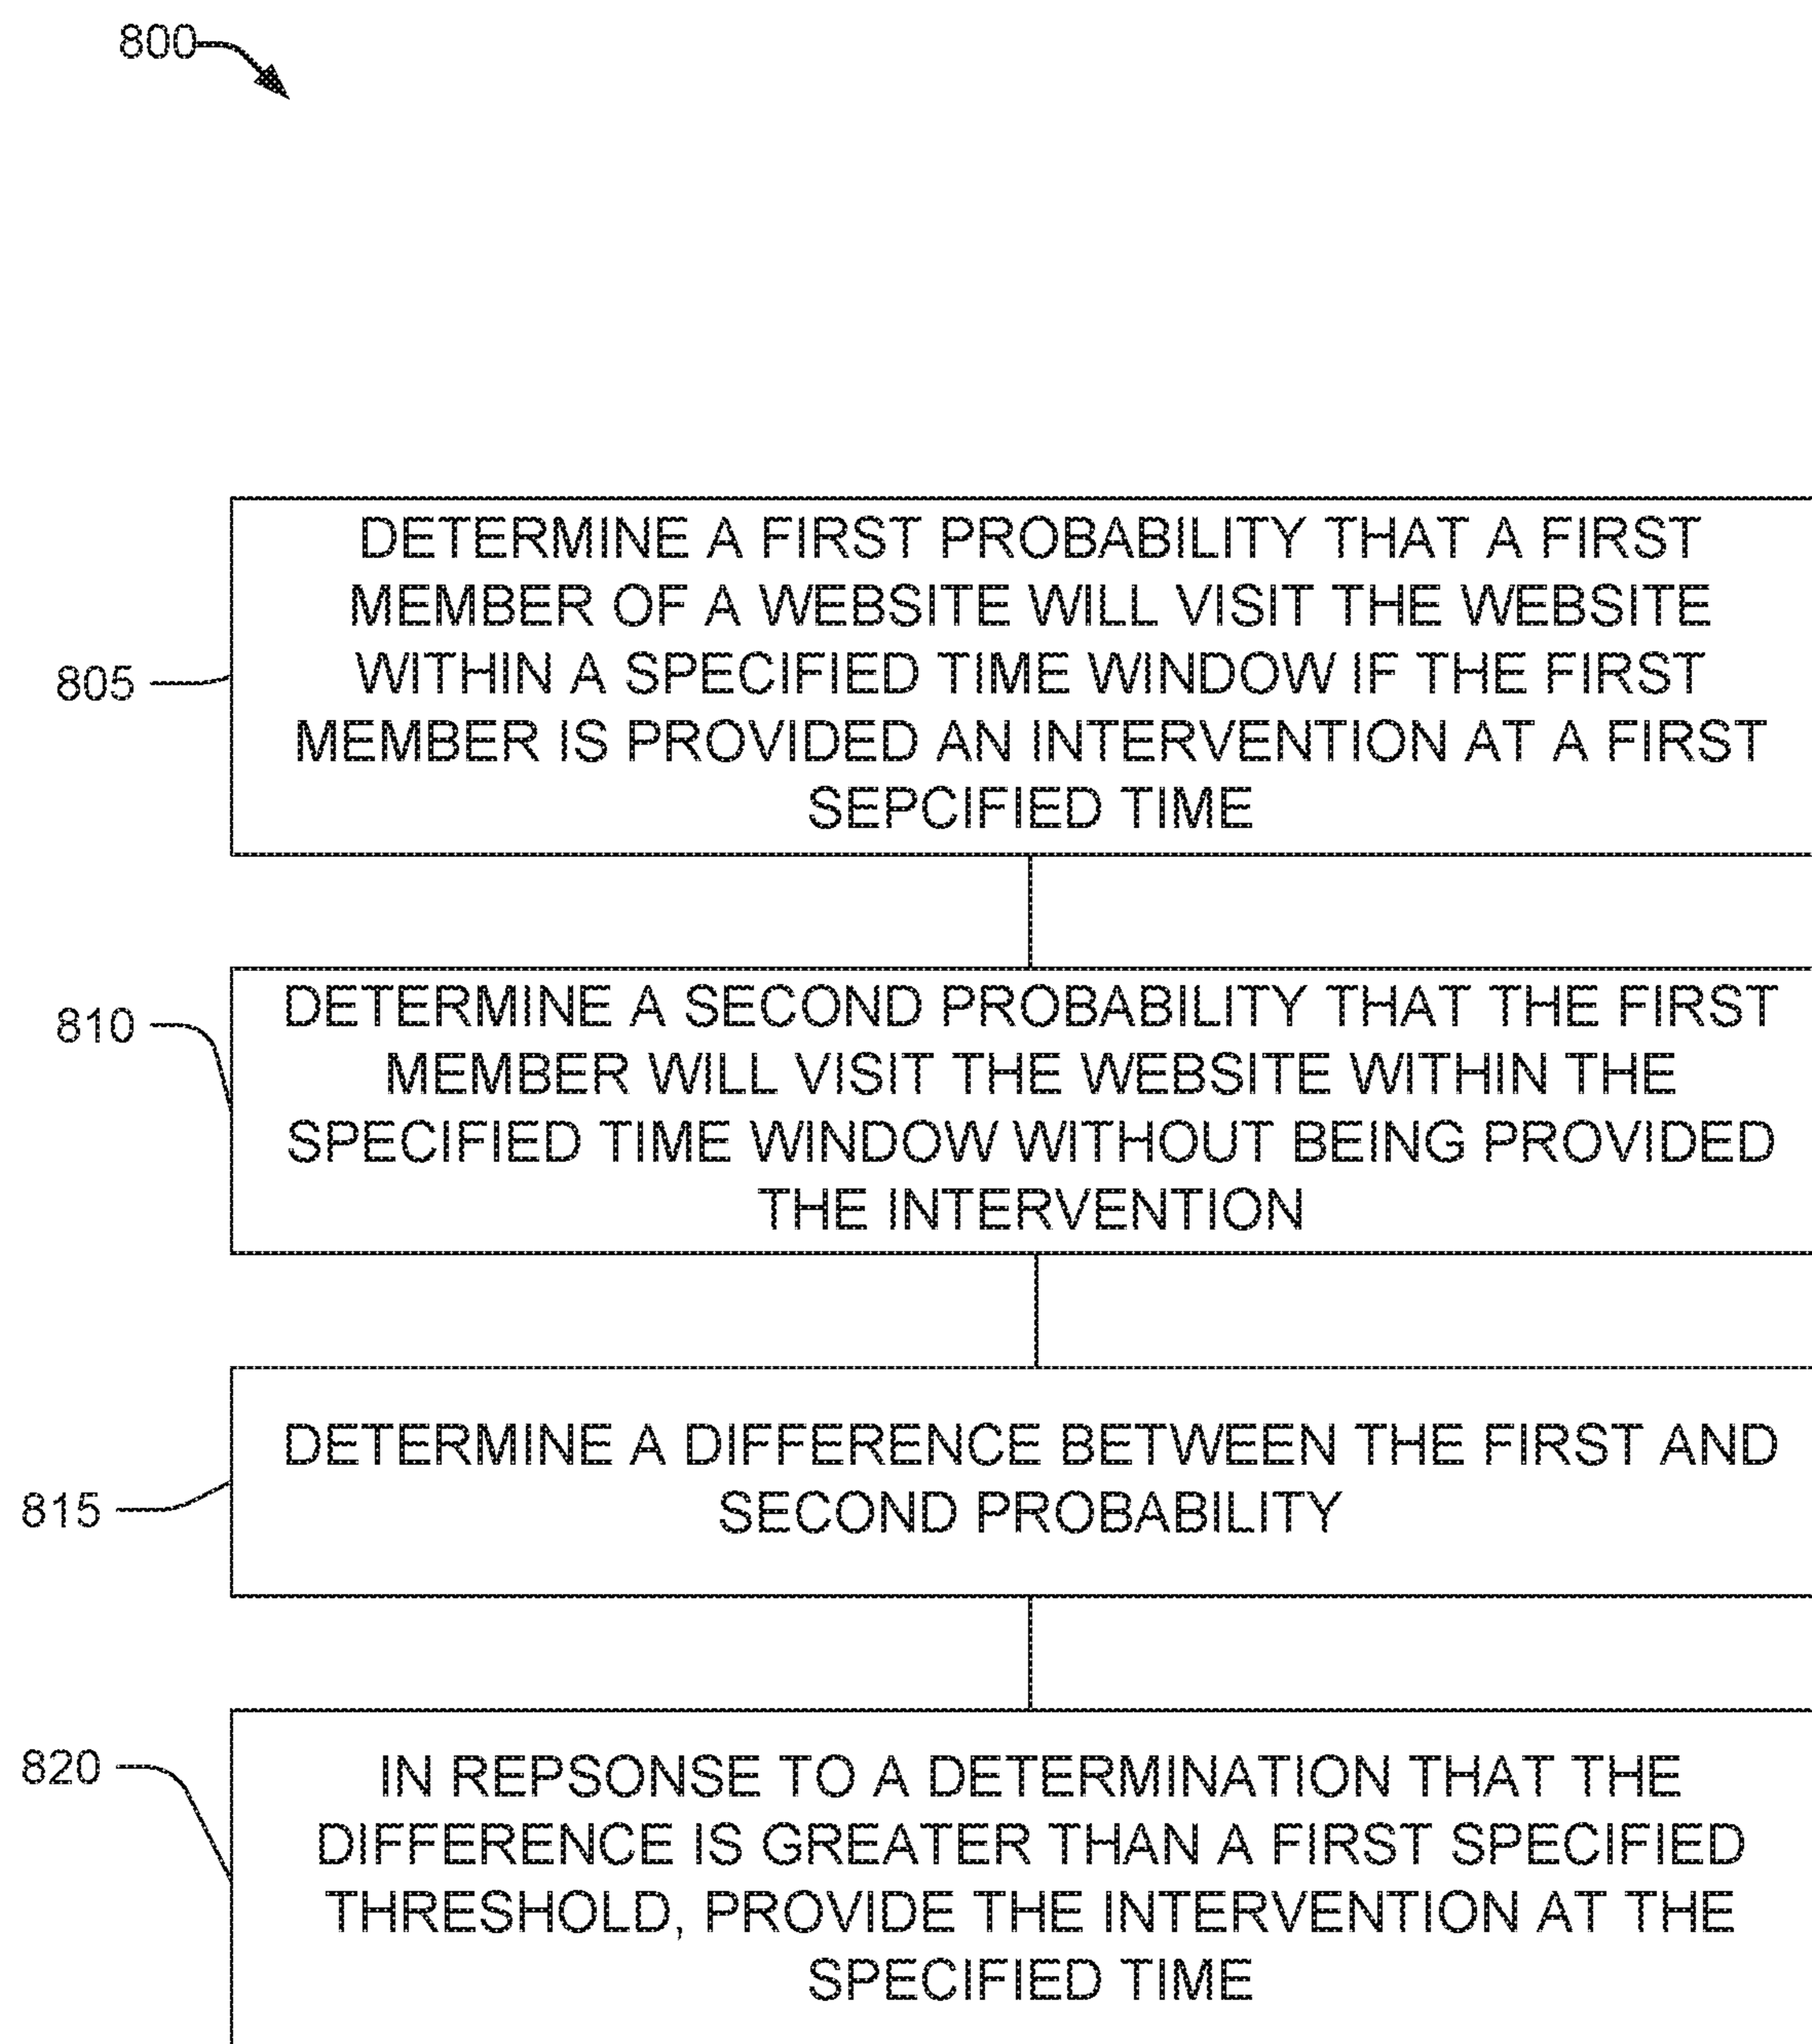 800
DETERMINE A FIRST PROBABILITY THAT A FIRST
MEMBER OF A WEBSITE WILL VISIT THE WEBSITE
805
WITHIN A SPECIFIED TIME WINDOW IF THE FIRST
MEMBER IS PROVIDED AN INTERVENTION AT A FIRST
SEPCIFIED TIME
810
DETERMINE A SECOND PROBABILITY THAT THE FIRST
MEMBER WILL VISIT THE WEBSITE WITHIN THE
SPECIFIED TIME WINDOW WITHOUT BEING PROVIDED
THE INTERVENTION
815
DETERMINE A DIFFERENCE BETWEEN THE FIRST AND
SECOND PROBABILITY
820
IN REPSONSE TO A DETERMINATION THAT THE
DIFFERENCE IS GREATER THAN A FIRST SPECIFIED
THRESHOLD, PROVIDE THE INTERVENTION AT THE
SPECIFIED TIME